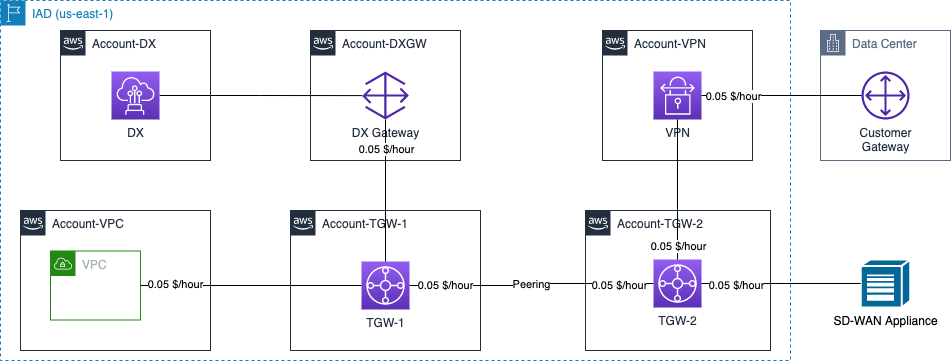 IAD (us-east-1)
aws
Account-DX
DX
aws
Account-DXGW
DX Gateway
0.05 $/hour
aws
Account-VPN
VPN
0.05 $/hour
Data Center
Customer
Gateway
aws
Account-VPC
VPC
0.05 $/hour
aws
Account-TGW-1
TGW-1
0.05 $/hour
Peering
aws
Account-TGW-2
0.05 $/hour
0.05 $/hour
0.05 $/hour
TGW-2
SD-WAN Appliance